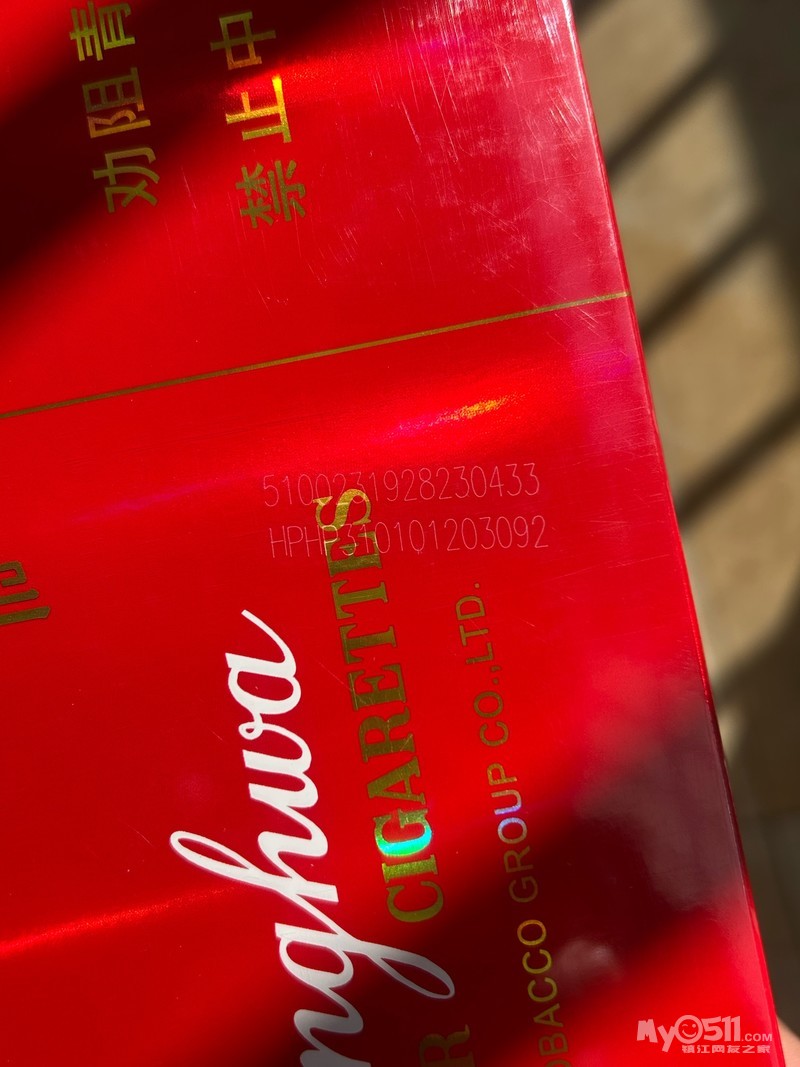 劝阻青
禁止中
5100231928230433
HPHP310101203092
nghwa
CIGARETTES
R
OBACCO GROUP CO.,LTD.
My0511.COM
镇江网友之家